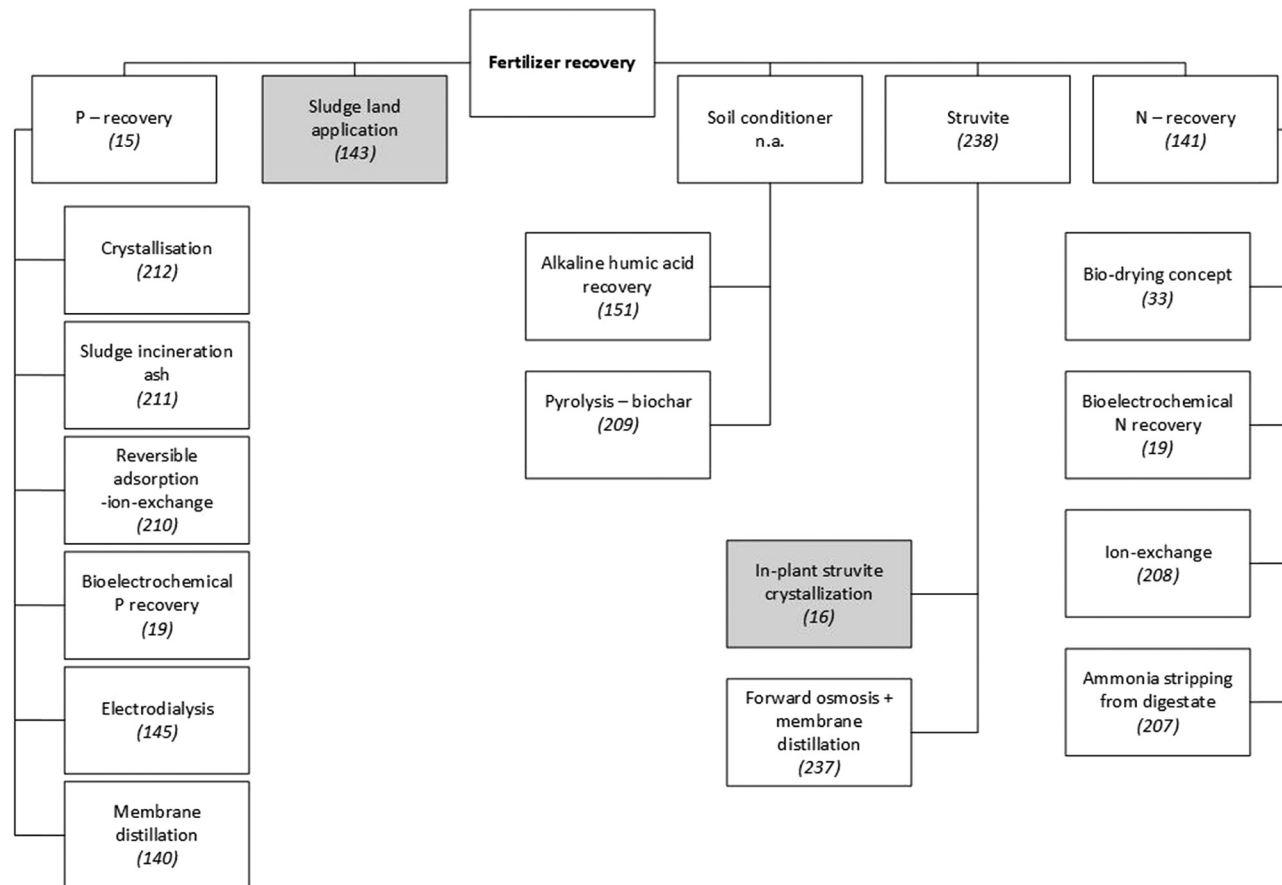 Fertilizer recovery
P – recovery
(15)
Sludge land
application
(143)
Soil conditioner
n.a.
Struvite
(238)
N – recovery
(141)
Crystallisation
(212)
Sludge incineration
ash
(211)
Reversible
adsorption
-ion-exchange
(210)
Bioelectrochemical
P recovery
(19)
Electrodialysis
(145)
Membrane
distillation
(140)
Alkaline humic acid
recovery
(151)
Pyrolysis – biochar
(209)
In-plant struvite
crystallization
(16)
Forward osmosis +
membrane
distillation
(237)
Bio-drying concept
(33)
Bioelectrochemical
N recovery
(19)
Ion-exchange
(208)
Ammonia stripping
from digestate
(207)